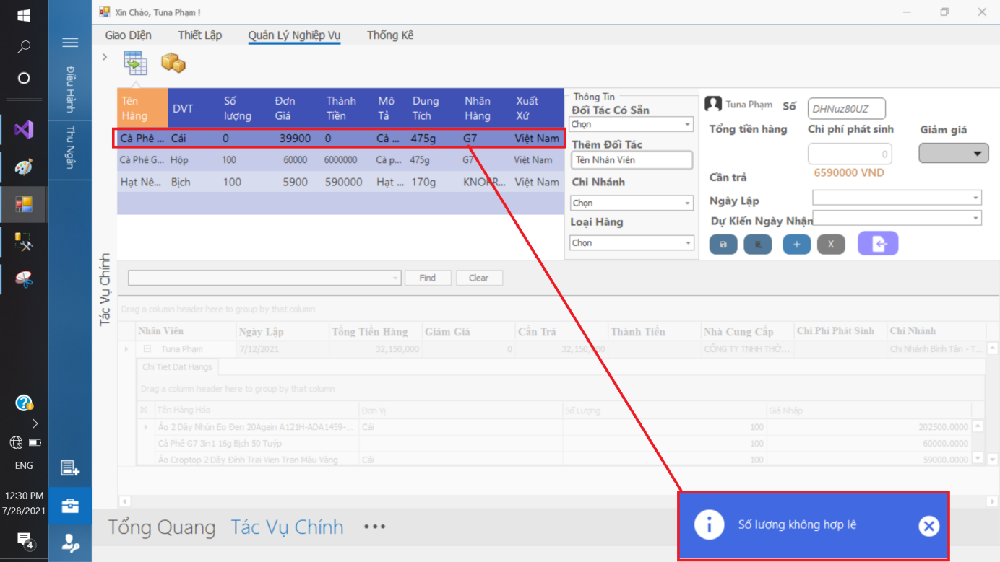 Xin Chào, Tuna Phạm !
Giao DIện Thiết Lập Quản Lý Nghiệp Vụ Thống Kê
Điều Hành
Thu Ngân
Tên Hàng DVT Số lượng Đơn Giá Thành Tiền Mô Tả Dung Tích Nhãn Hàng Xuất Xứ
Cà Phê ... Cái 0 39900 0 Cà ... 475g G7 Việt Nam
Cà Phê G... Hộp 100 60000 6000000 Cà p... 475g G7 Việt Nam
Hạt Nê... Bịch 100 5900 590000 Hạt ... 170g KNORR... Việt Nam
Thông Tin
Đối Tác Có Sẵn
Chọn
Thêm Đối Tác
Tên Nhân Viên
Chi Nhánh
Chọn
Loại Hàng
Chọn
Tuna Phạm Số DHNuz80UZ
Tổng tiền hàng Chi phí phát sinh Giảm giá
0
Cần trả 6590000 VND
Ngày Lập
Dự Kiến Ngày Nhận
X
Tác Vụ Chính
Find Clear
Drag a column header here to group by that column
Nhân Viên Ngày Lập Tổng Tiền Hàng Giảm Giá Cần Trả Thành Tiền Nhà Cung Cấp Chi Phí Phát Sinh Chi Nhánh
Tuna Phạm 7/12/2021 32,150,000 0 32,150,000 CÔNG TY TNHH THỜ... Chi Nhánh Bình Tân - T...
Chi Tiet Dat Hangs
Drag a column header here to group by that column
Tên Hàng Hóa Đơn Vị Số Lượng Giá Nhập
Áo 2 Dây Nhún Eo Đen 20Again A121H-ADA1459-... Cái 100 202500.0000
Cà Phê G7 3in1 16g Bịch 50 Tuýp 100 60000.0000
Áo Croptop 2 Dây Đính Trai Vien Tran Màu Vàng Cái 100 59000.0000
ENG
12:30 PM
7/28/2021
4
Tổng Quang Tác Vụ Chính •••
Số lượng không hợp lệ